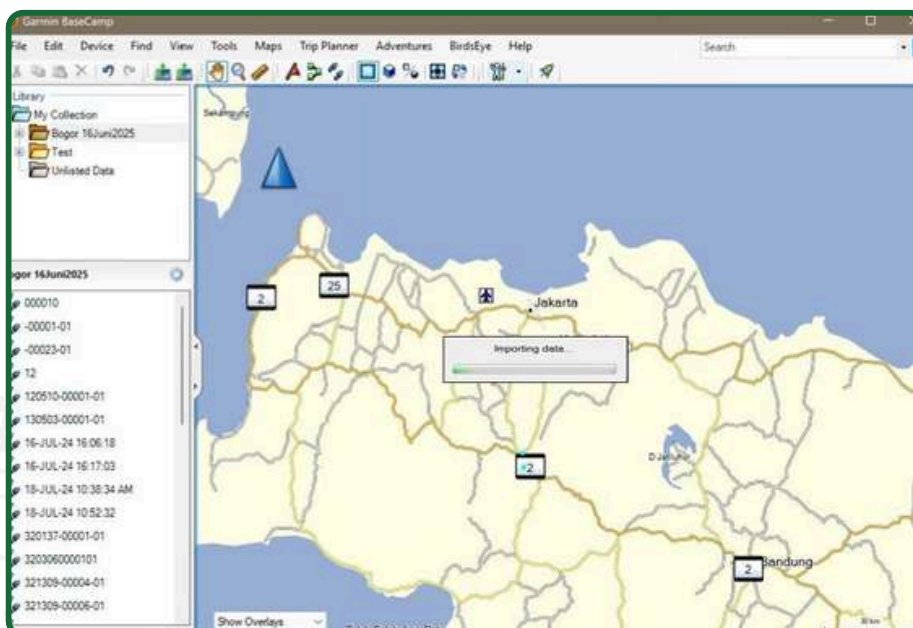 Garmin BaseCamp
File Edit Device Find View Tools Maps Trip Planner Adventures BirdsEye Help
Search
Library
My Collection
Bogor 16Juni2025
Test
Unlisted Data
ogor 16Juni2025
000010
-00001-01
-00023-01
12
120510-00001-01
130503-00001-01
16-JUL-24 16:06:18
16-JUL-24 16:17:03
18-JUL-24 10:38:34 AM
18-JUL-24 10:52:32
320137-00001-01
3203060000101
321309-00004-01
321309-00006-01
Sekampung
2
25
Jakarta
Importing data...
2
2
Bandung
Show Overlays
30 km